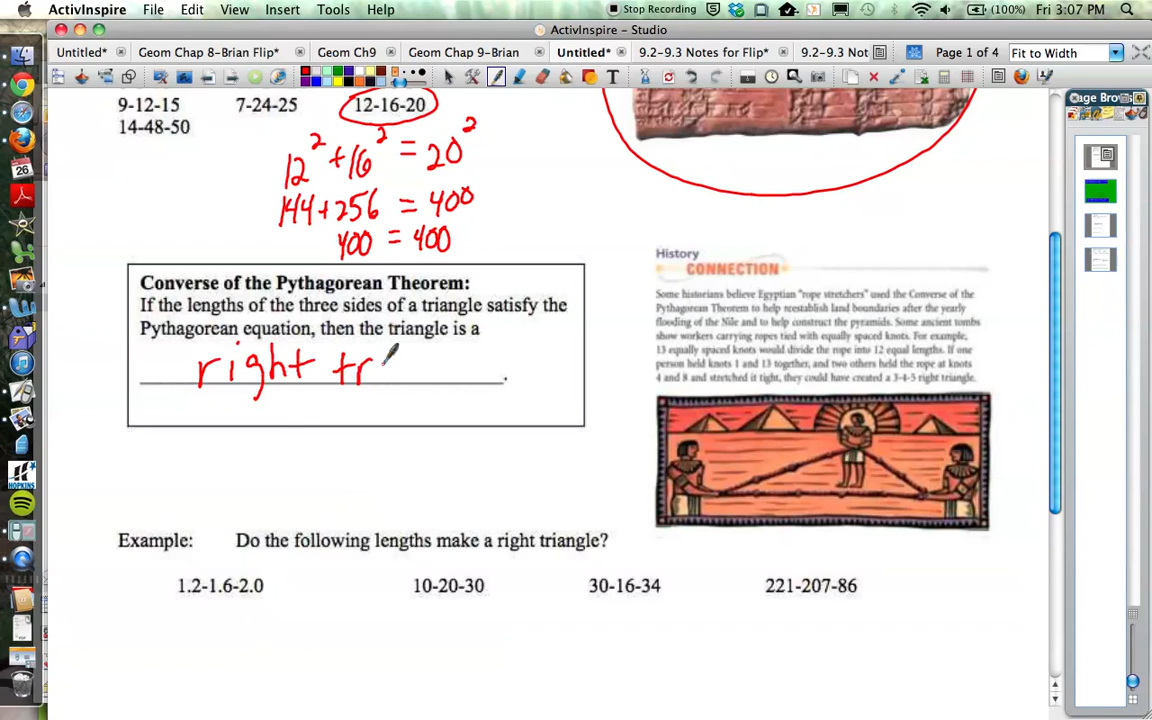 ActivInspire File Edit View Insert Tools Help Stop Recording (100%) Fri 3:07 PM
ActivInspire – Studio
Untitled* Geom Chap 8–Brian Flip* Geom Ch9 Geom Chap 9–Brian Untitled* 9.2–9.3 Notes for Flip* 9.2–9.3 Not Page 1 of 4 Fit to Width
9-12-15 7-24-25 12-16-20
14-48-50
12² + 16² = 20²
144 + 256 = 400
400 = 400
Converse of the Pythagorean Theorem:
If the lengths of the three sides of a triangle satisfy the
Pythagorean equation, then the triangle is a
right tr
.
History
CONNECTION
Some historians believe Egyptian "rope stretchers" used the Converse of the
Pythagorean Theorem to help reestablish land boundaries after the yearly
flooding of the Nile and to help construct the pyramids. Some ancient tombs
show workers carrying ropes tied with equally spaced knots. For example,
13 equally spaced knots would divide the rope into 12 equal lengths. If one
person held knots 1 and 13 together, and two others held the rope at knots
4 and 8 and stretched it tight, they could have created a 3-4-5 right triangle.
Example: Do the following lengths make a right triangle?
1.2-1.6-2.0 10-20-30 30-16-34 221-207-86
HOPKINS